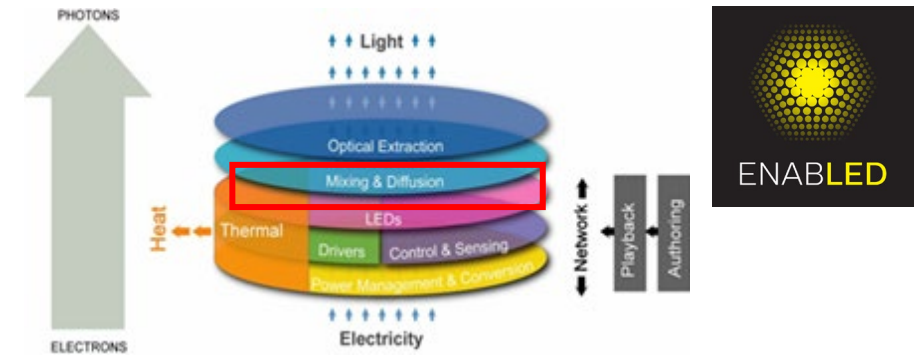 PHOTONS
Light
Optical Extraction
Mixing & Diffusion
LEDs
Heat
Thermal
Drivers
Control & Sensing
Power Management & Conversion
Electricity
ELECTRONS
Network
Playback
Authoring
ENABLED